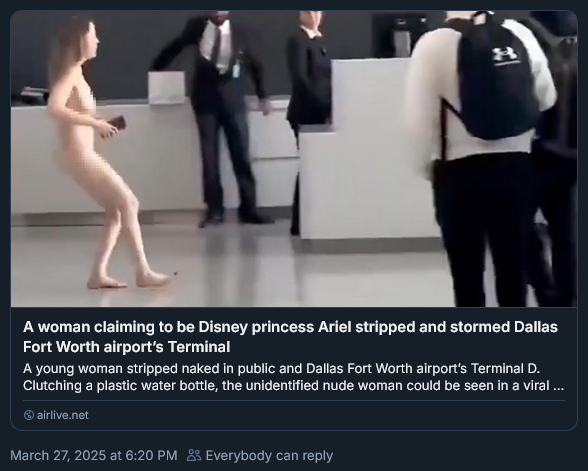 A woman claiming to be Disney princess Ariel stripped and stormed Dallas
Fort Worth airport’s Terminal
A young woman stripped naked in public and Dallas Fort Worth airport’s Terminal D.
Clutching a plastic water bottle, the unidentified nude woman could be seen in a viral ...
airlive.net
March 27, 2025 at 6:20 PM Everybody can reply